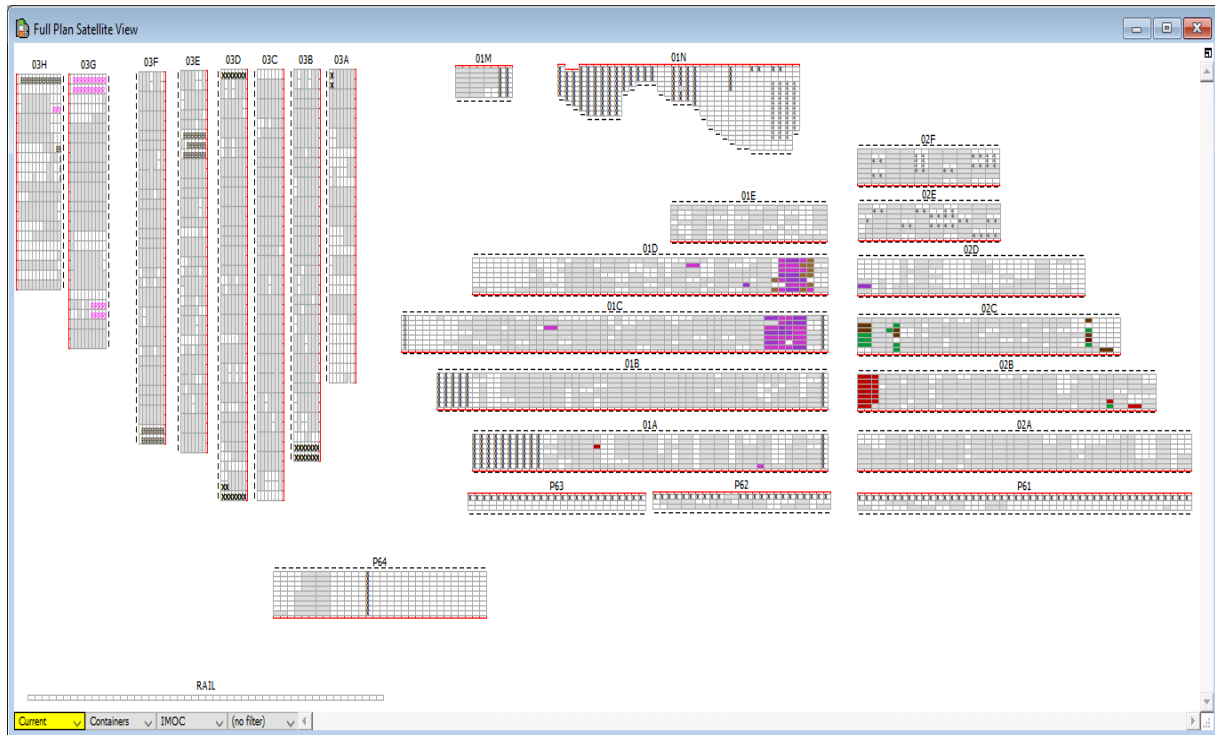 Full Plan Satellite View
03H 03G 03F 03E 03D 03C 03B 03A 01M 01N
02F
01E 02E
01D 02D
01C 02C
01B 02B
01A 02A
P63 P62 P61
P64
RAIL
Current Containers IMOC (no filter)